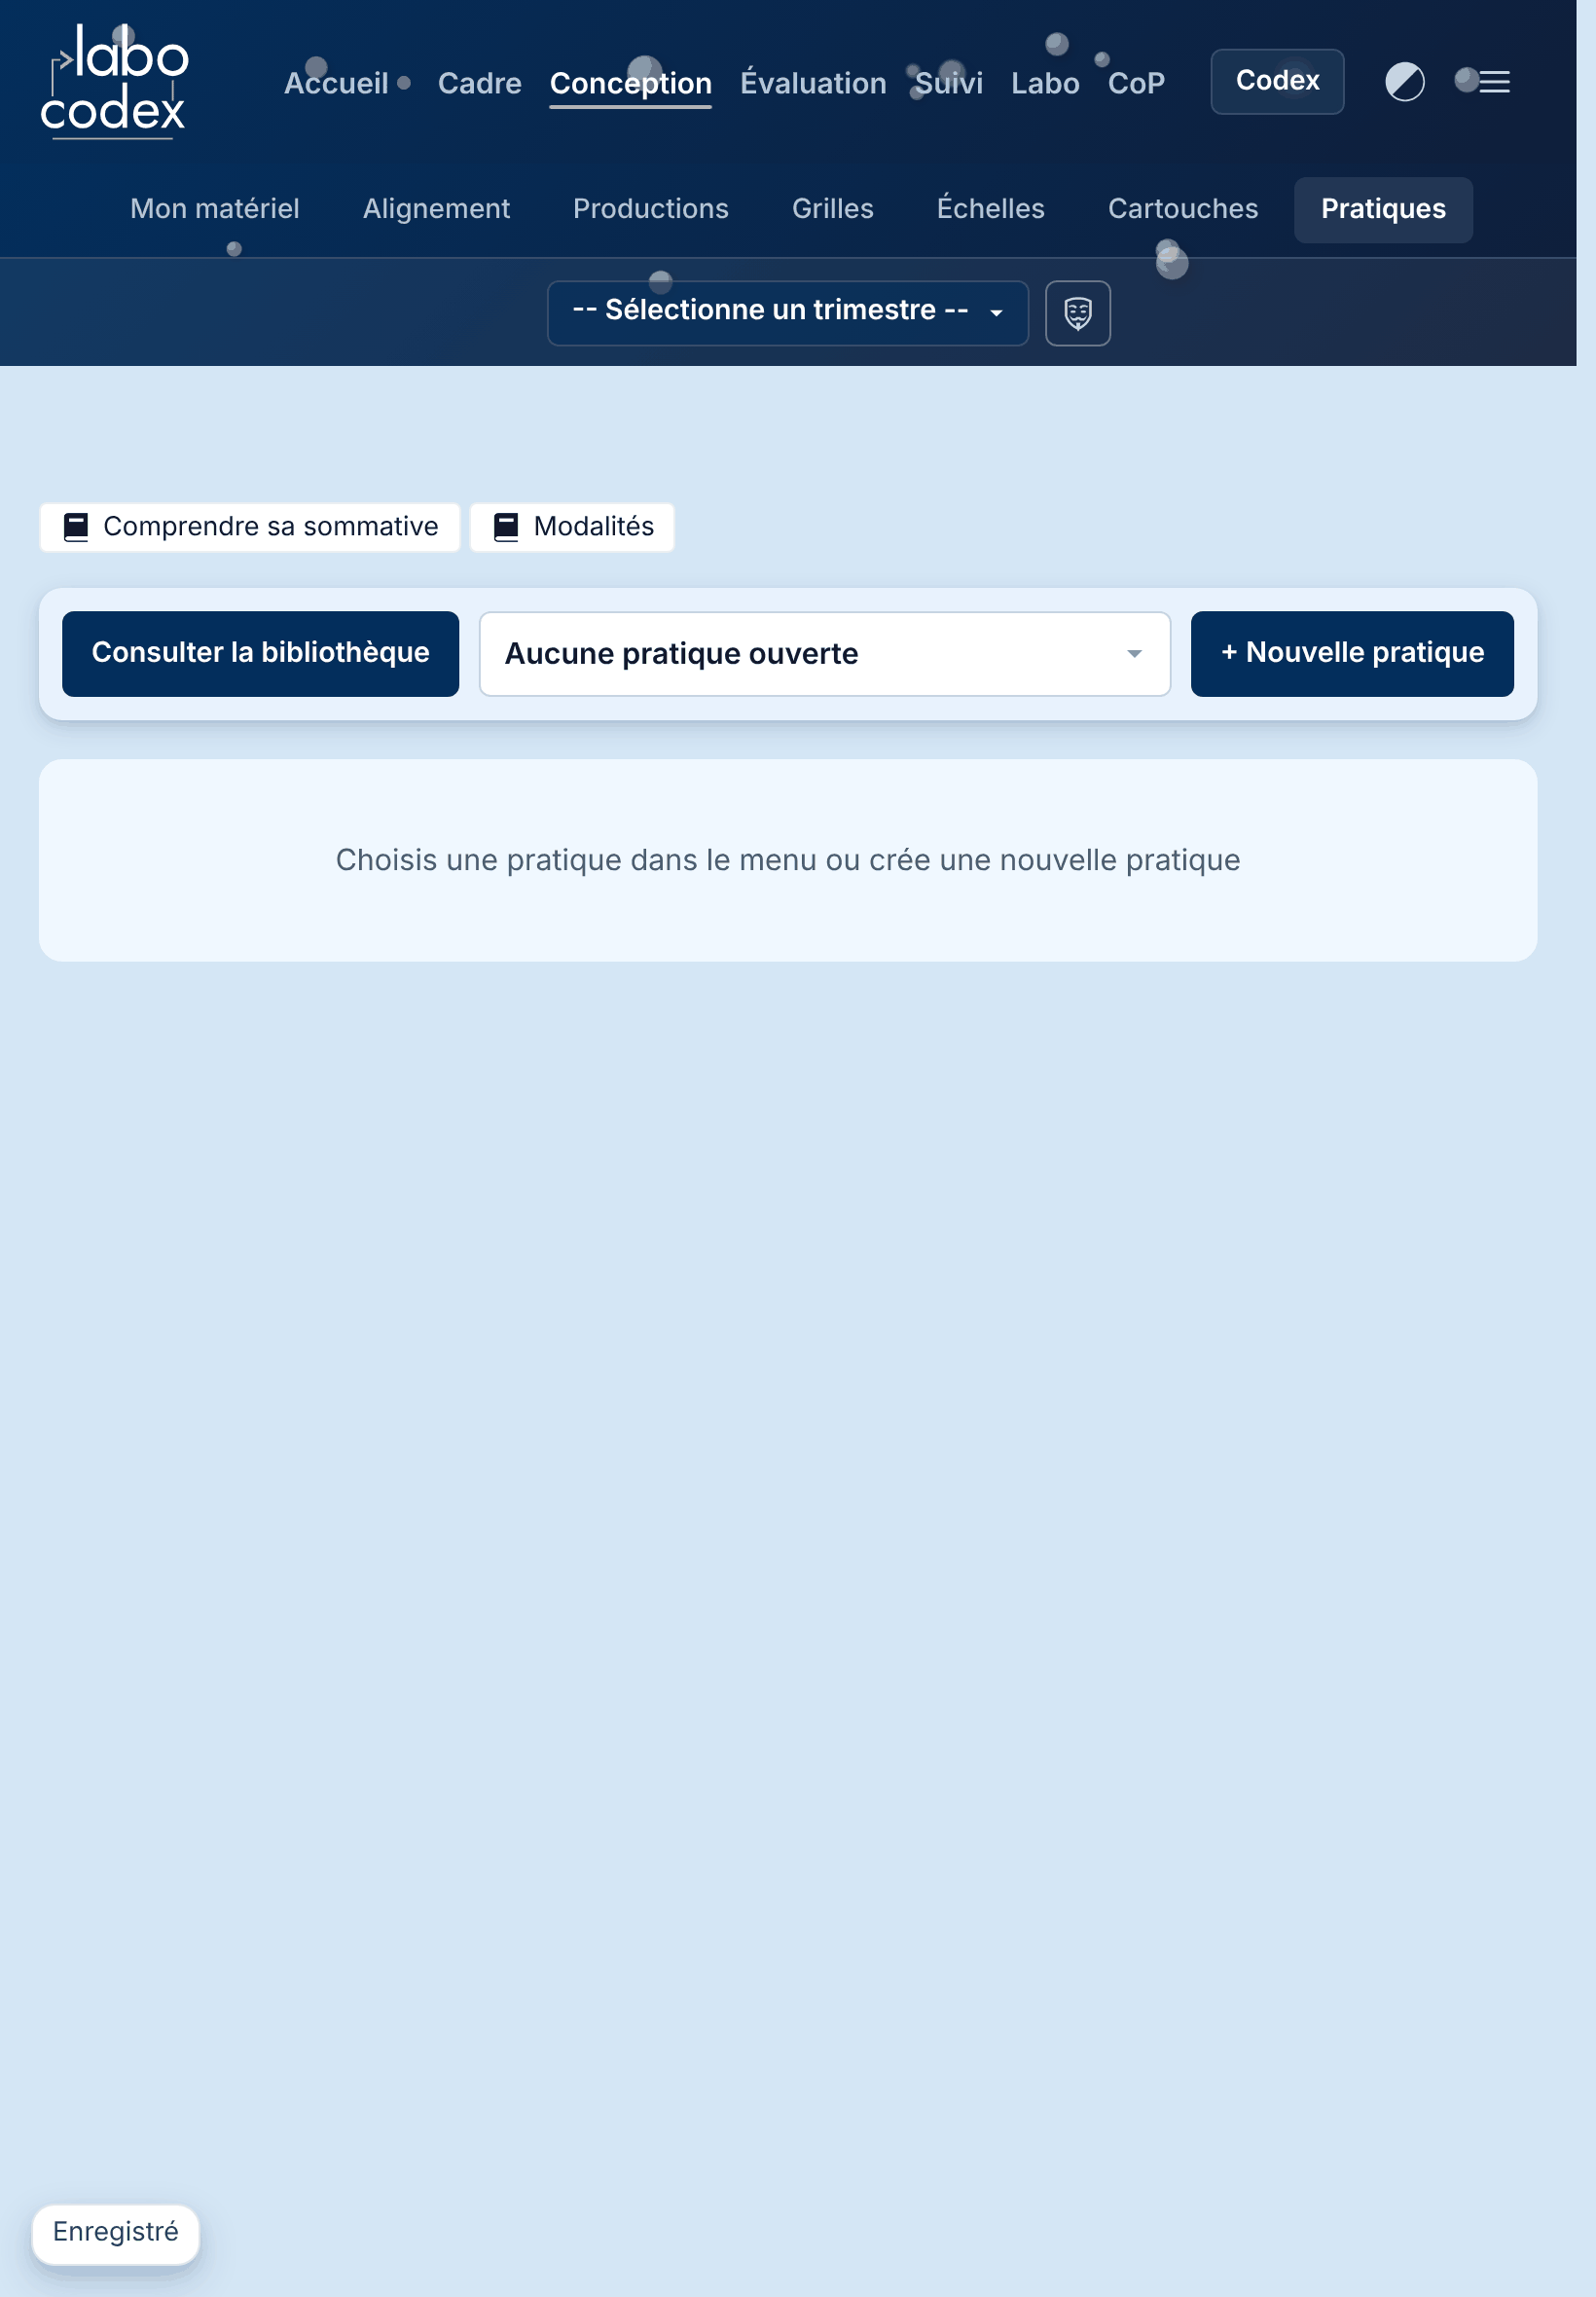 labo
codex
Accueil Cadre Conception Évaluation Suivi Labo CoP Codex
Mon matériel Alignement Productions Grilles Échelles Cartouches Pratiques
-- Sélectionne un trimestre --
Comprendre sa sommative Modalités
Consulter la bibliothèque Aucune pratique ouverte + Nouvelle pratique
Choisis une pratique dans le menu ou crée une nouvelle pratique
Enregistré